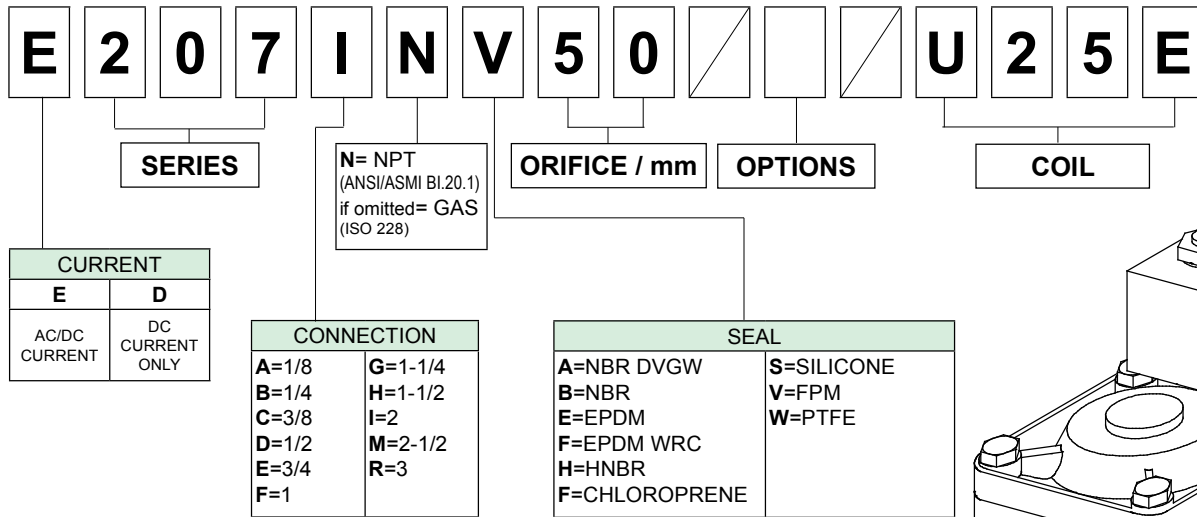 E 2 0 7 I N V 5 0 / / U 2 5 E
SERIES
N= NPT
(ANSI/ASMI BI.20.1)
if omitted= GAS
(ISO 228)
ORIFICE / mm
OPTIONS
COIL
CURRENT
E D
AC/DC CURRENT
DC CURRENT ONLY
CONNECTION
A=1/8 G=1-1/4
B=1/4 H=1-1/2
C=3/8 I=2
D=1/2 M=2-1/2
E=3/4 R=3
F=1
SEAL
A=NBR DVGW S=SILICONE
B=NBR V=FPM
E=EPDM W=PTFE
F=EPDM WRC
H=HNBR
F=CHLOROPRENE